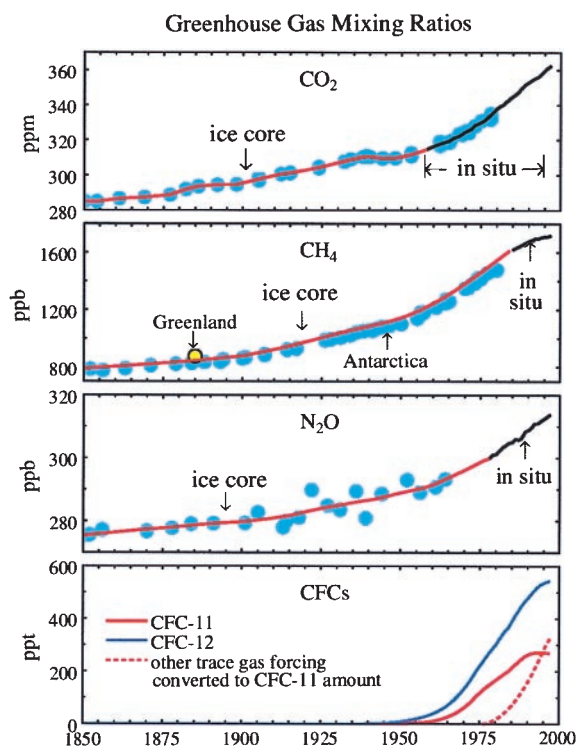 Greenhouse Gas Mixing Ratios
360
CO₂
340
ppm
ice core
320
in situ
300
280
1600
CH₄
ppb
in
situ
ice core
1200
Greenland
Antarctica
800
320
N₂O
ppb
300
ice core
in situ
280
600
CFCs
CFC-11
400
CFC-12
ppt
other trace gas forcing
converted to CFC-11 amount
200
0
1850 1875 1900 1925 1950 1975 2000